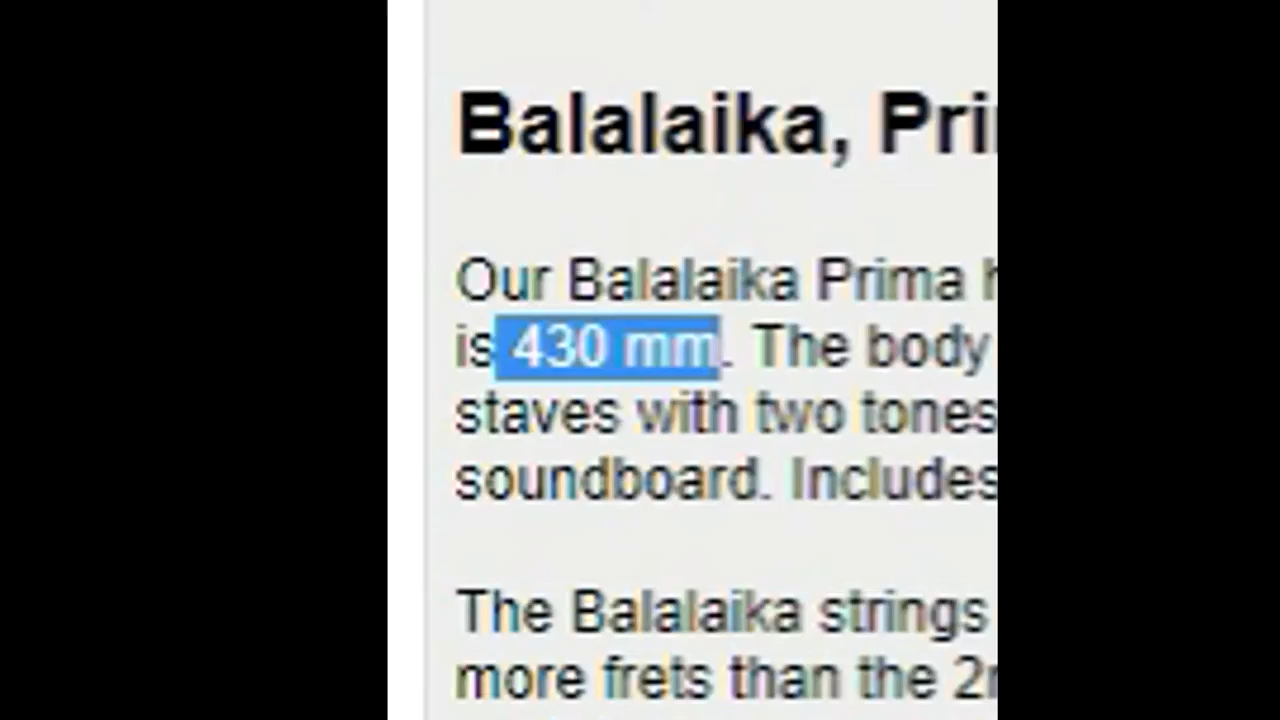 Balalaika, Pri
Our Balalaika Prima
is 430 mm. The body
staves with two tones
soundboard. Includes
The Balalaika strings
more frets than the